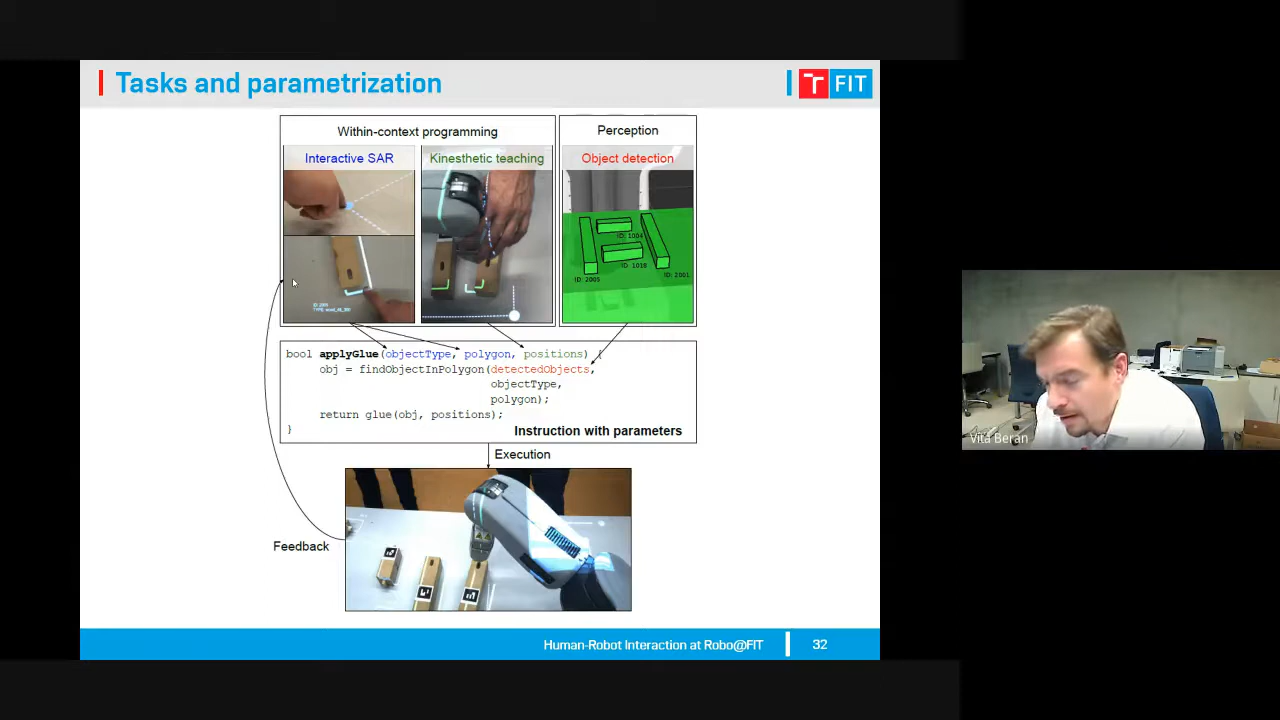 Tasks and parametrization
T FIT
Within-context programming
Perception
Interactive SAR
Kinesthetic teaching
Object detection
ID: 1004
ID: 1018
ID: 2005
ID: 2001
bool applyGlue(objectType, polygon, positions) {
obj = findObjectInPolygon(detectedObjects,
objectType,
polygon);
return glue(obj, positions);
}
Instruction with parameters
Execution
Feedback
Human-Robot Interaction at Robo@FIT
32
Vita Beran